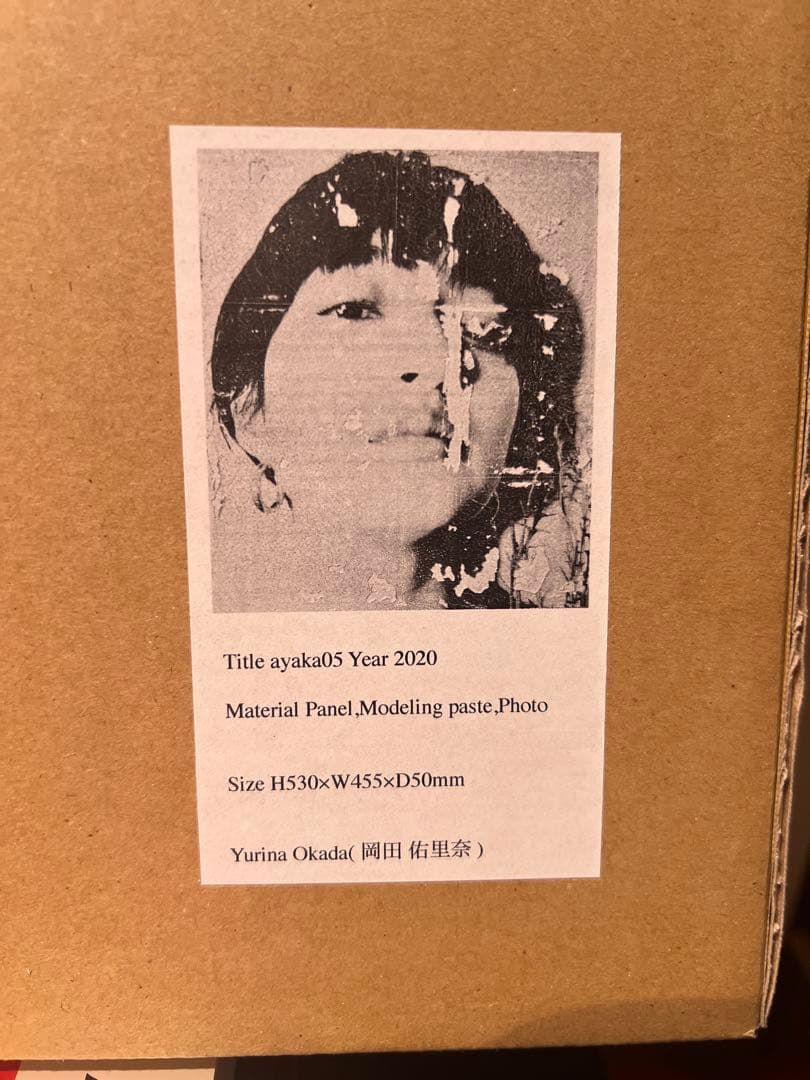 Title ayaka05 Year 2020
Material Panel,Modeling paste,Photo
Size H530×W455×D50mm
Yurina Okada( 岡田 佑里奈 )